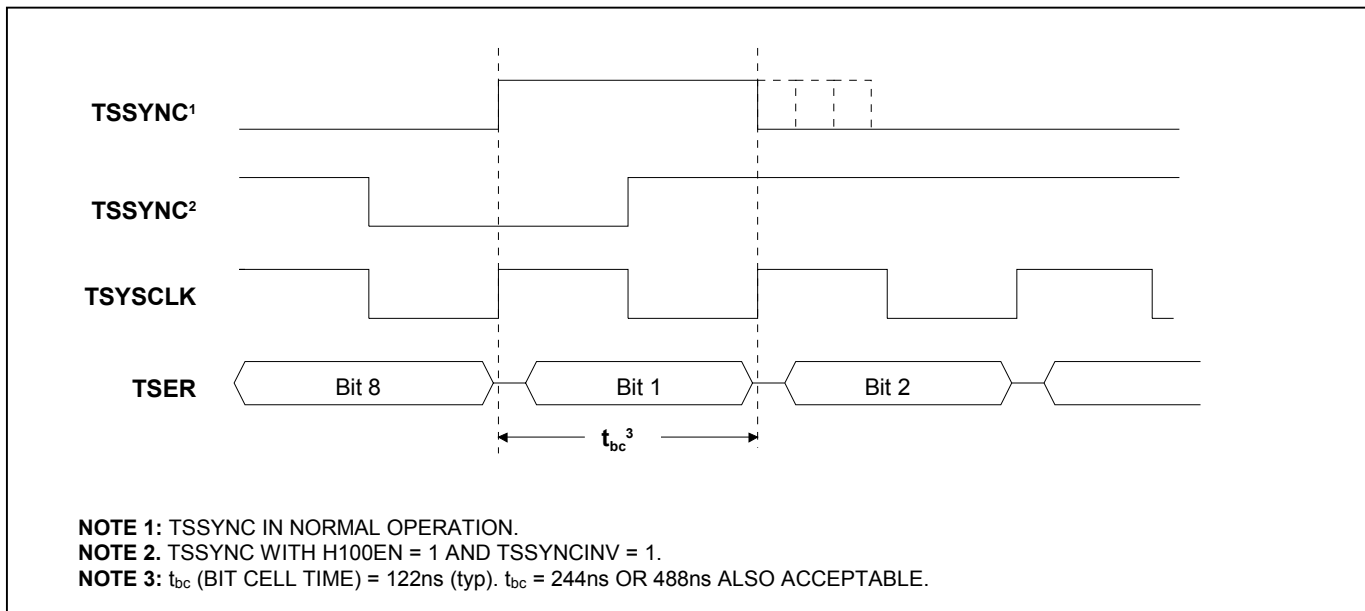 TSSYNC¹
TSSYNC²
TSYSCLK
TSER
Bit 8
Bit 1
Bit 2
tbc³
NOTE 1: TSSYNC IN NORMAL OPERATION.
NOTE 2. TSSYNC WITH H100EN = 1 AND TSSYNCINV = 1.
NOTE 3: tbc (BIT CELL TIME) = 122ns (typ). tbc = 244ns OR 488ns ALSO ACCEPTABLE.